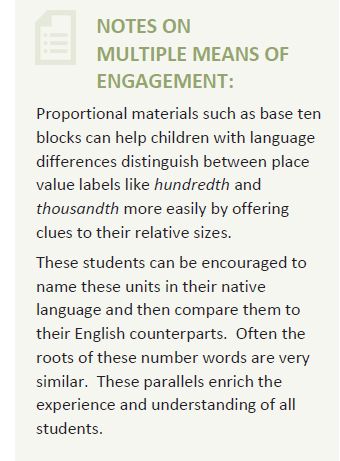 NOTES ON
MULTIPLE MEANS OF
ENGAGEMENT:
Proportional materials such as base ten
blocks can help children with language
differences distinguish between place
value labels like hundredth and
thousandth more easily by offering
clues to their relative sizes.
These students can be encouraged to
name these units in their native
language and then compare them to
their English counterparts.  Often the
roots of these number words are very
similar.  These parallels enrich the
experience and understanding of all
students.